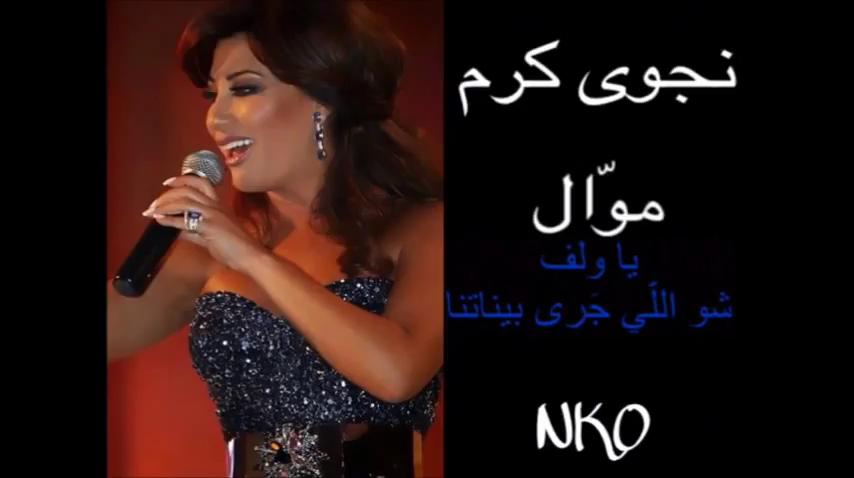 نجوى كرم
موّال
يا ولف
شو اللّي جَرى بيناتنا
NKO